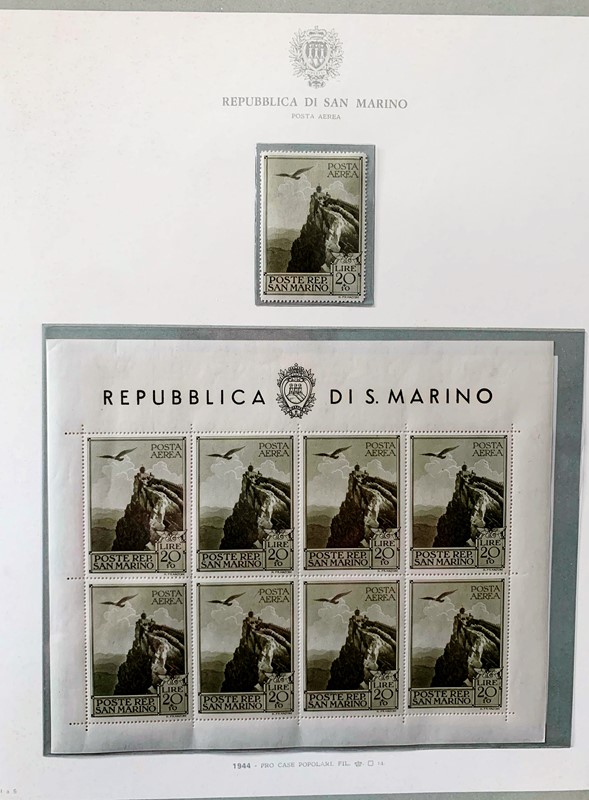 REPUBBLICA DI SAN MARINO
POSTA AEREA
POSTA
AEREA
LIRE
20
POSTE REP.
SAN MARINO
REPUBBLICA DI S. MARINO
POSTA
AEREA
POSTA
AEREA
POSTA
AEREA
POSTA
AEREA
LIRE
20
POSTE REP.
SAN MARINO
LIRE
20
POSTE REP.
SAN MARINO
LIRE
20
POSTE REP.
SAN MARINO
LIRE
20
POSTE REP.
SAN MARINO
POSTA
AEREA
POSTA
AEREA
POSTA
AEREA
POSTA
AEREA
LIRE
20
POSTE REP.
SAN MARINO
LIRE
20
POSTE REP.
SAN MARINO
LIRE
20
POSTE REP.
SAN MARINO
LIRE
20
POSTE REP.
SAN MARINO
1944 - PRO CASE POPOLARI. FIL. 14